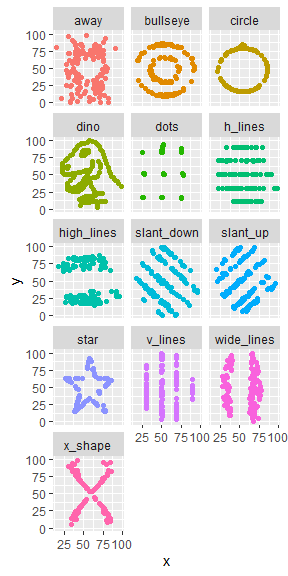 away bullseye circle
100
75
50
25
0
dino dots h_lines
100
75
50
25
0
high_lines slant_down slant_up
100
75
50
25
0
y
star v_lines wide_lines
100
75
50
25
0
25 50 75 100 25 50 75 100
x_shape
100
75
50
25
0
25 50 75 100
x